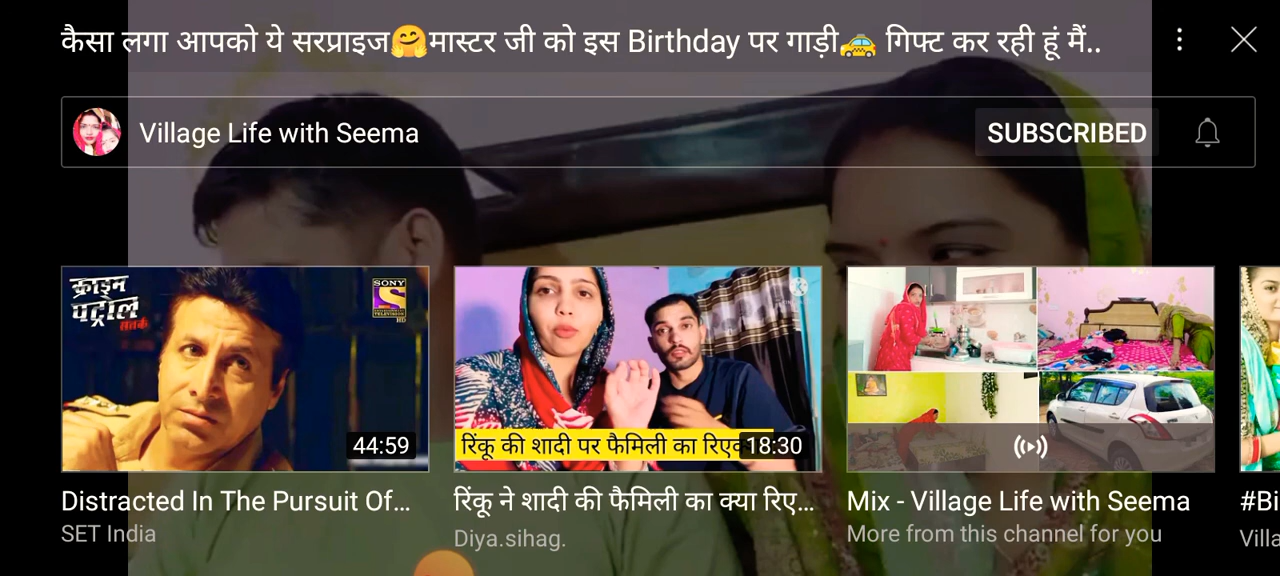 कैसा लगा आपको ये सरप्राइज🤗मास्टर जी को इस Birthday पर गाड़ी🚕 गिफ्ट कर रही हूं मैं..
Village Life with Seema
SUBSCRIBED
क्राइम
पेट्रोल
सतर्क
SONY
S
HD
44:59
Distracted In The Pursuit Of...
SET India
रिंकू की शादी पर फैमिली का
18:30
रिंकू ने शादी की फैमिली का क्या रिए...
Diya.sihag.
Mix - Village Life with Seema
More from this channel for you
#Bi
Villa